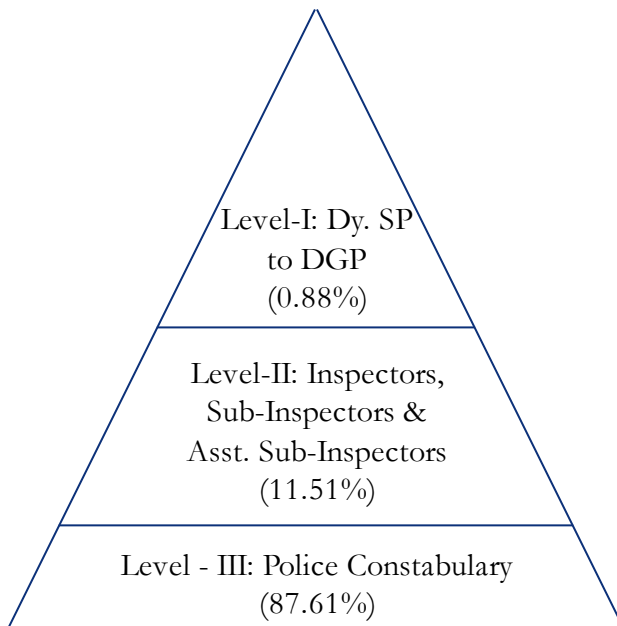 Level-I: Dy. SP
to DGP
(0.88%)
Level-II: Inspectors,
Sub-Inspectors &
Asst. Sub-Inspectors
(11.51%)
Level - III: Police Constabulary
(87.61%)